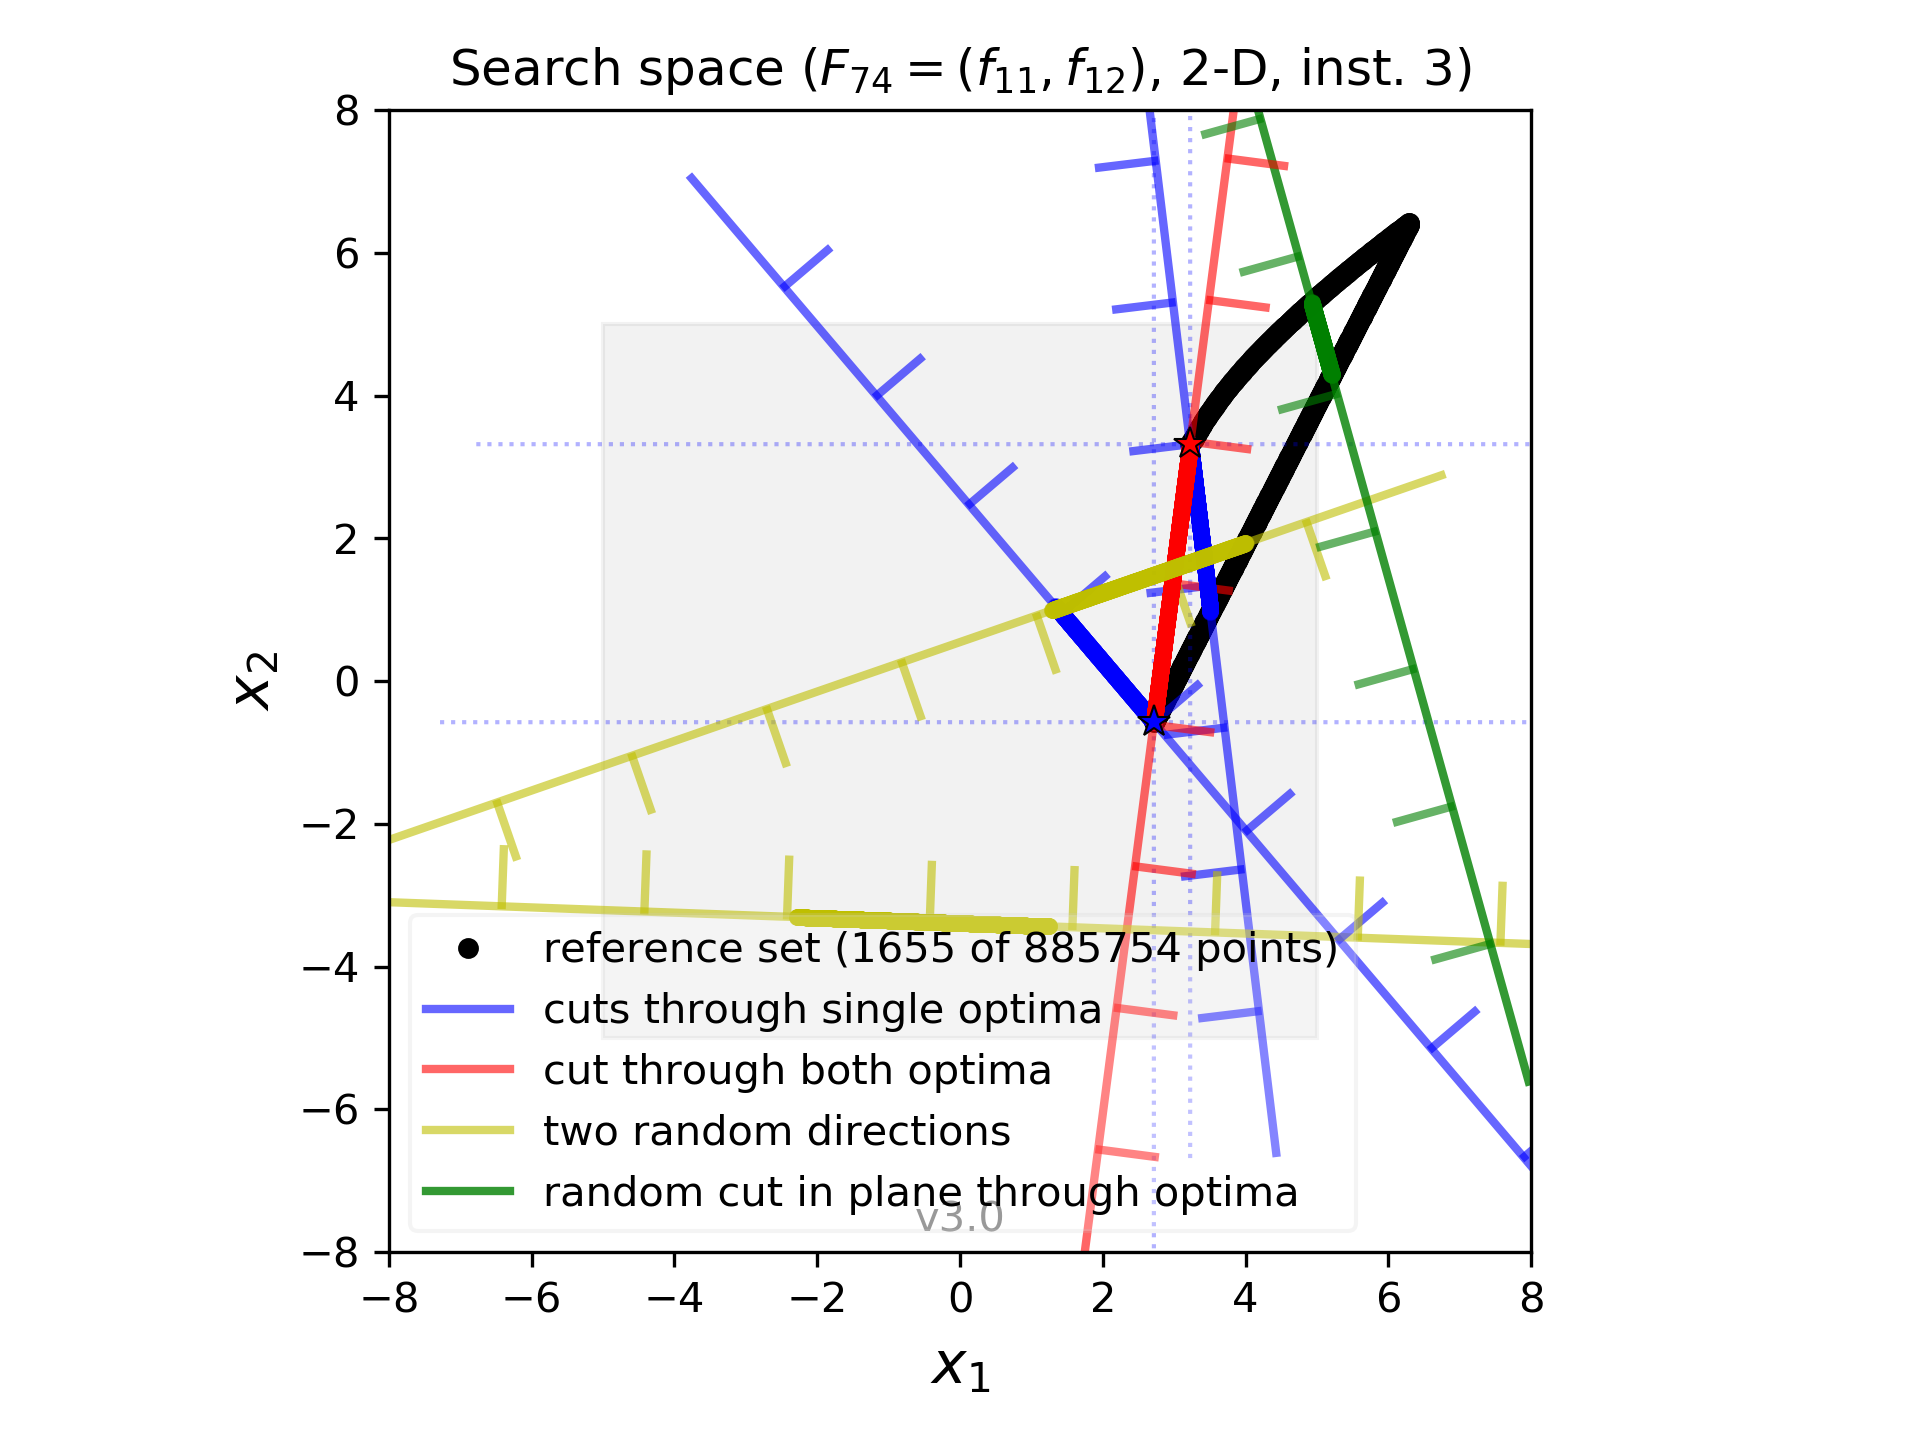 Search space (F74 = (f11, f12), 2-D, inst. 3)
8
6
4
2
0
−2
−4
−6
−8
x2
reference set (1655 of 885754 points)
cuts through single optima
cut through both optima
two random directions
random cut in plane through optima
v3.0
−8 −6 −4 −2 0 2 4 6 8
x1